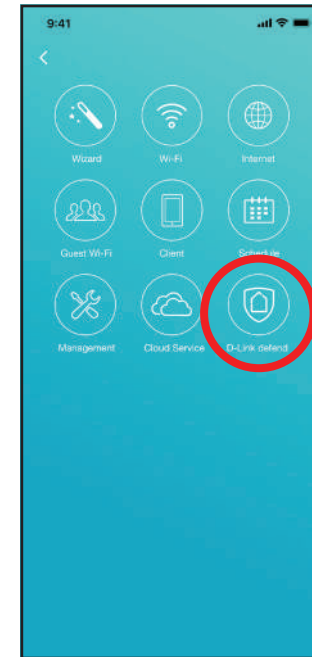 9:41
Wizard Wi-Fi Internet
Guest Wi-Fi Client Schedule
Management Cloud Service D-Link defend